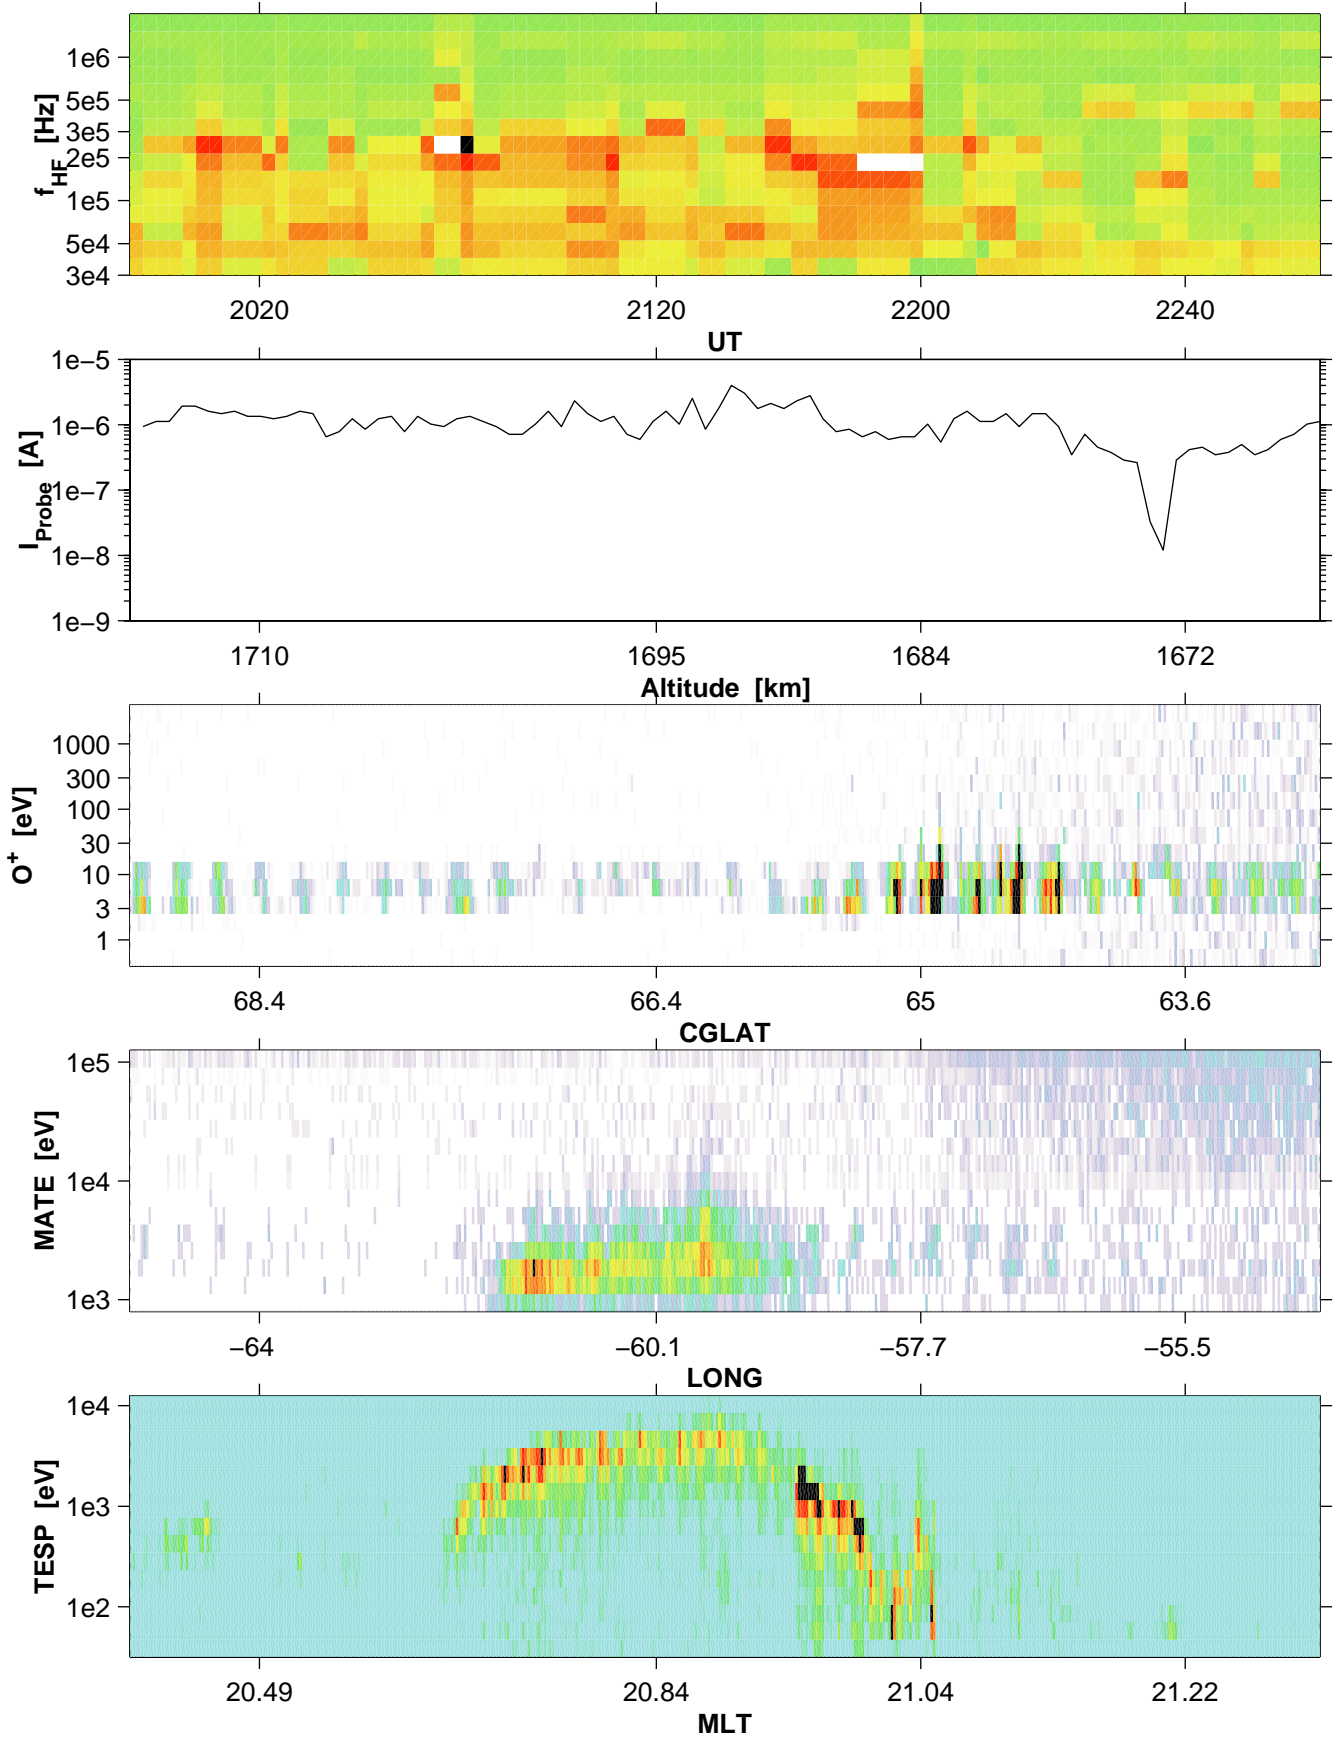 f_HF [Hz]
1e6
5e5
3e5
2e5
1e5
5e4
3e4
2020 2120 2200 2240
UT
I_Probe [A]
1e−5
1e−6
1e−7
1e−8
1e−9
1710 1695 1684 1672
Altitude [km]
O+ [eV]
1000
300
100
30
10
3
1
68.4 66.4 65 63.6
CGLAT
MATE [eV]
1e5
1e4
1e3
−64 −60.1 −57.7 −55.5
LONG
TESP [eV]
1e4
1e3
1e2
20.49 20.84 21.04 21.22
MLT